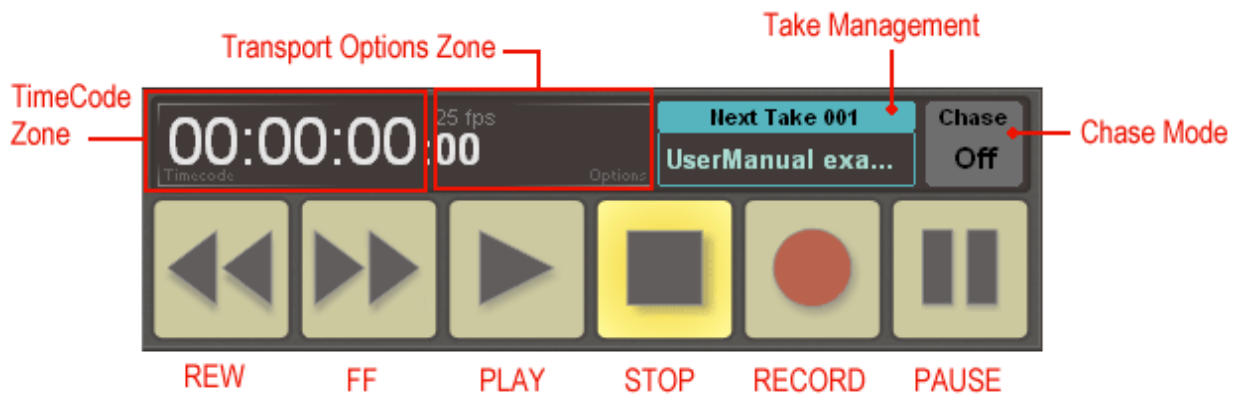 Take Management
Transport Options Zone
TimeCode
Zone
00:00:00:00
25 fps
Timecode
Options
Next Take 001
UserManual exa...
Chase
Off
Chase Mode
REW
FF
PLAY
STOP
RECORD
PAUSE